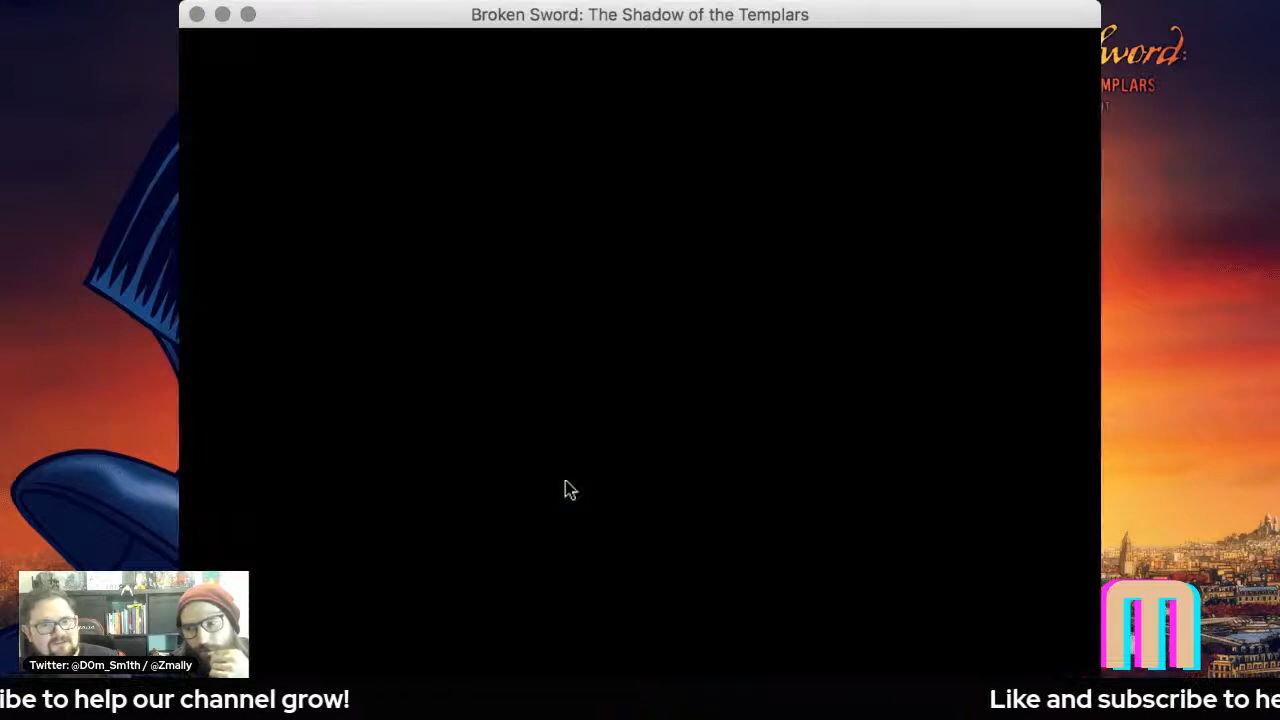 Broken Sword: The Shadow of the Templars
word:
MPLARS
Twitter: @D0m_Sm1th / @Zmally
ibe to help our channel grow!
Like and subscribe to he